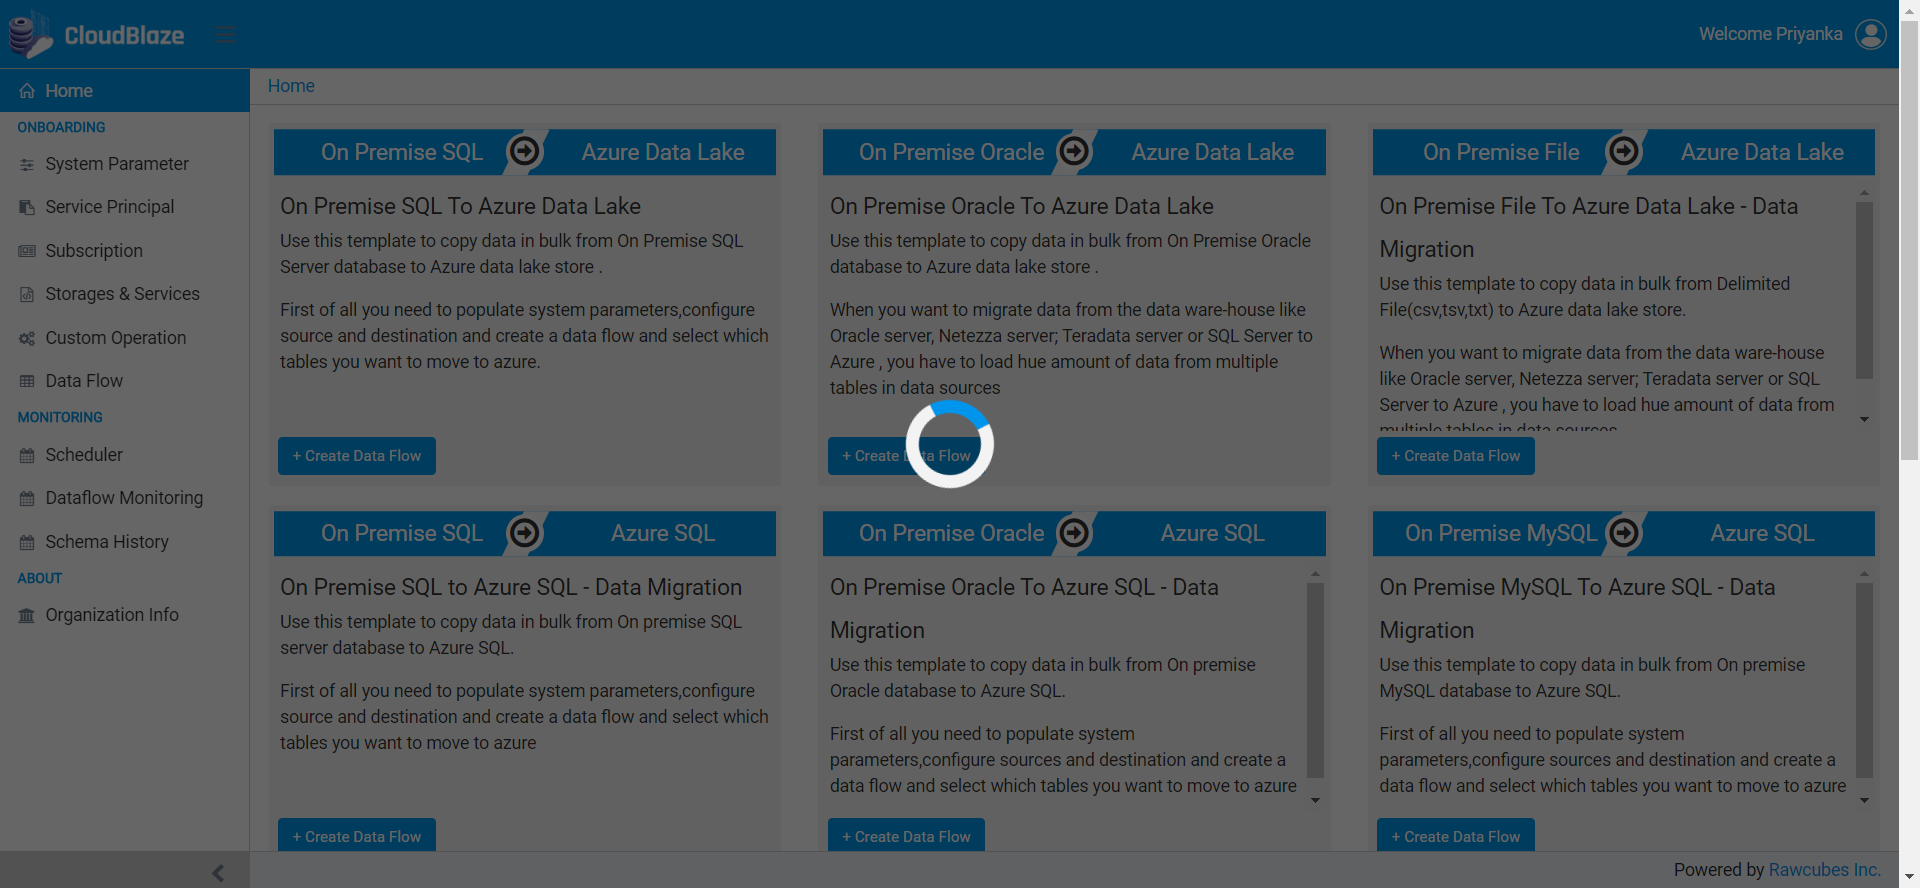 CloudBlaze
Welcome Priyanka
Home
ONBOARDING
System Parameter
Service Principal
Subscription
Storages & Services
Custom Operation
Data Flow
MONITORING
Scheduler
Dataflow Monitoring
Schema History
ABOUT
Organization Info
Home
On Premise SQL Azure Data Lake
On Premise SQL To Azure Data Lake
Use this template to copy data in bulk from On Premise SQL
Server database to Azure data lake store .
First of all you need to populate system parameters,configure
source and destination and create a data flow and select which
tables you want to move to azure.
+ Create Data Flow
On Premise Oracle Azure Data Lake
On Premise Oracle To Azure Data Lake
Use this template to copy data in bulk from On Premise Oracle
database to Azure data lake store .
When you want to migrate data from the data ware-house like
Oracle server, Netezza server; Teradata server or SQL Server to
Azure , you have to load hue amount of data from multiple
tables in data sources
+ Create Data Flow
On Premise File Azure Data Lake
On Premise File To Azure Data Lake - Data
Migration
Use this template to copy data in bulk from Delimited
File(csv,tsv,txt) to Azure data lake store.
When you want to migrate data from the data ware-house
like Oracle server, Netezza server; Teradata server or SQL
Server to Azure , you have to load hue amount of data from
multiple tables in data sources
+ Create Data Flow
On Premise SQL Azure SQL
On Premise SQL to Azure SQL - Data Migration
Use this template to copy data in bulk from On premise SQL
server database to Azure SQL.
First of all you need to populate system parameters,configure
source and destination and create a data flow and select which
tables you want to move to azure
+ Create Data Flow
On Premise Oracle Azure SQL
On Premise Oracle To Azure SQL - Data
Migration
Use this template to copy data in bulk from On premise
Oracle database to Azure SQL.
First of all you need to populate system
parameters,configure sources and destination and create a
data flow and select which tables you want to move to azure
+ Create Data Flow
On Premise MySQL Azure SQL
On Premise MySQL To Azure SQL - Data
Migration
Use this template to copy data in bulk from On premise
MySQL database to Azure SQL.
First of all you need to populate system
parameters,configure sources and destination and create a
data flow and select which tables you want to move to azure
+ Create Data Flow
Powered by Rawcubes Inc.